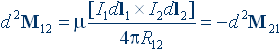 d²𝐌₁₂ = μ [I₁d𝐥₁ × I₂d𝐥₂] / 4πR₁₂ = −d²𝐌₂₁